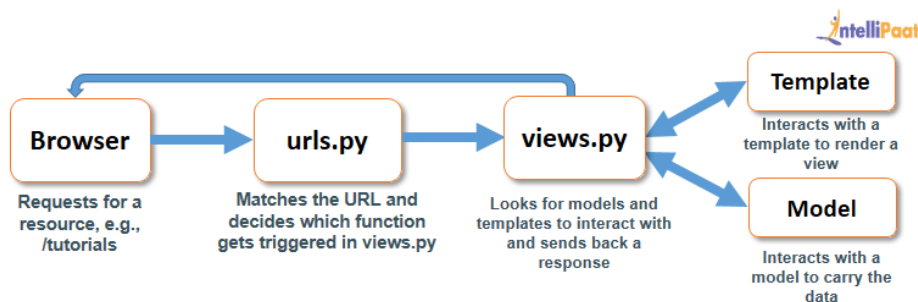 IntelliPaat
Browser
Requests for a
resource, e.g.,
/tutorials
urls.py
Matches the URL and
decides which function
gets triggered in views.py
views.py
Looks for models and
templates to interact with
and sends back a
response
Template
Interacts with a
template to render a
view
Model
Interacts with a
model to carry the
data